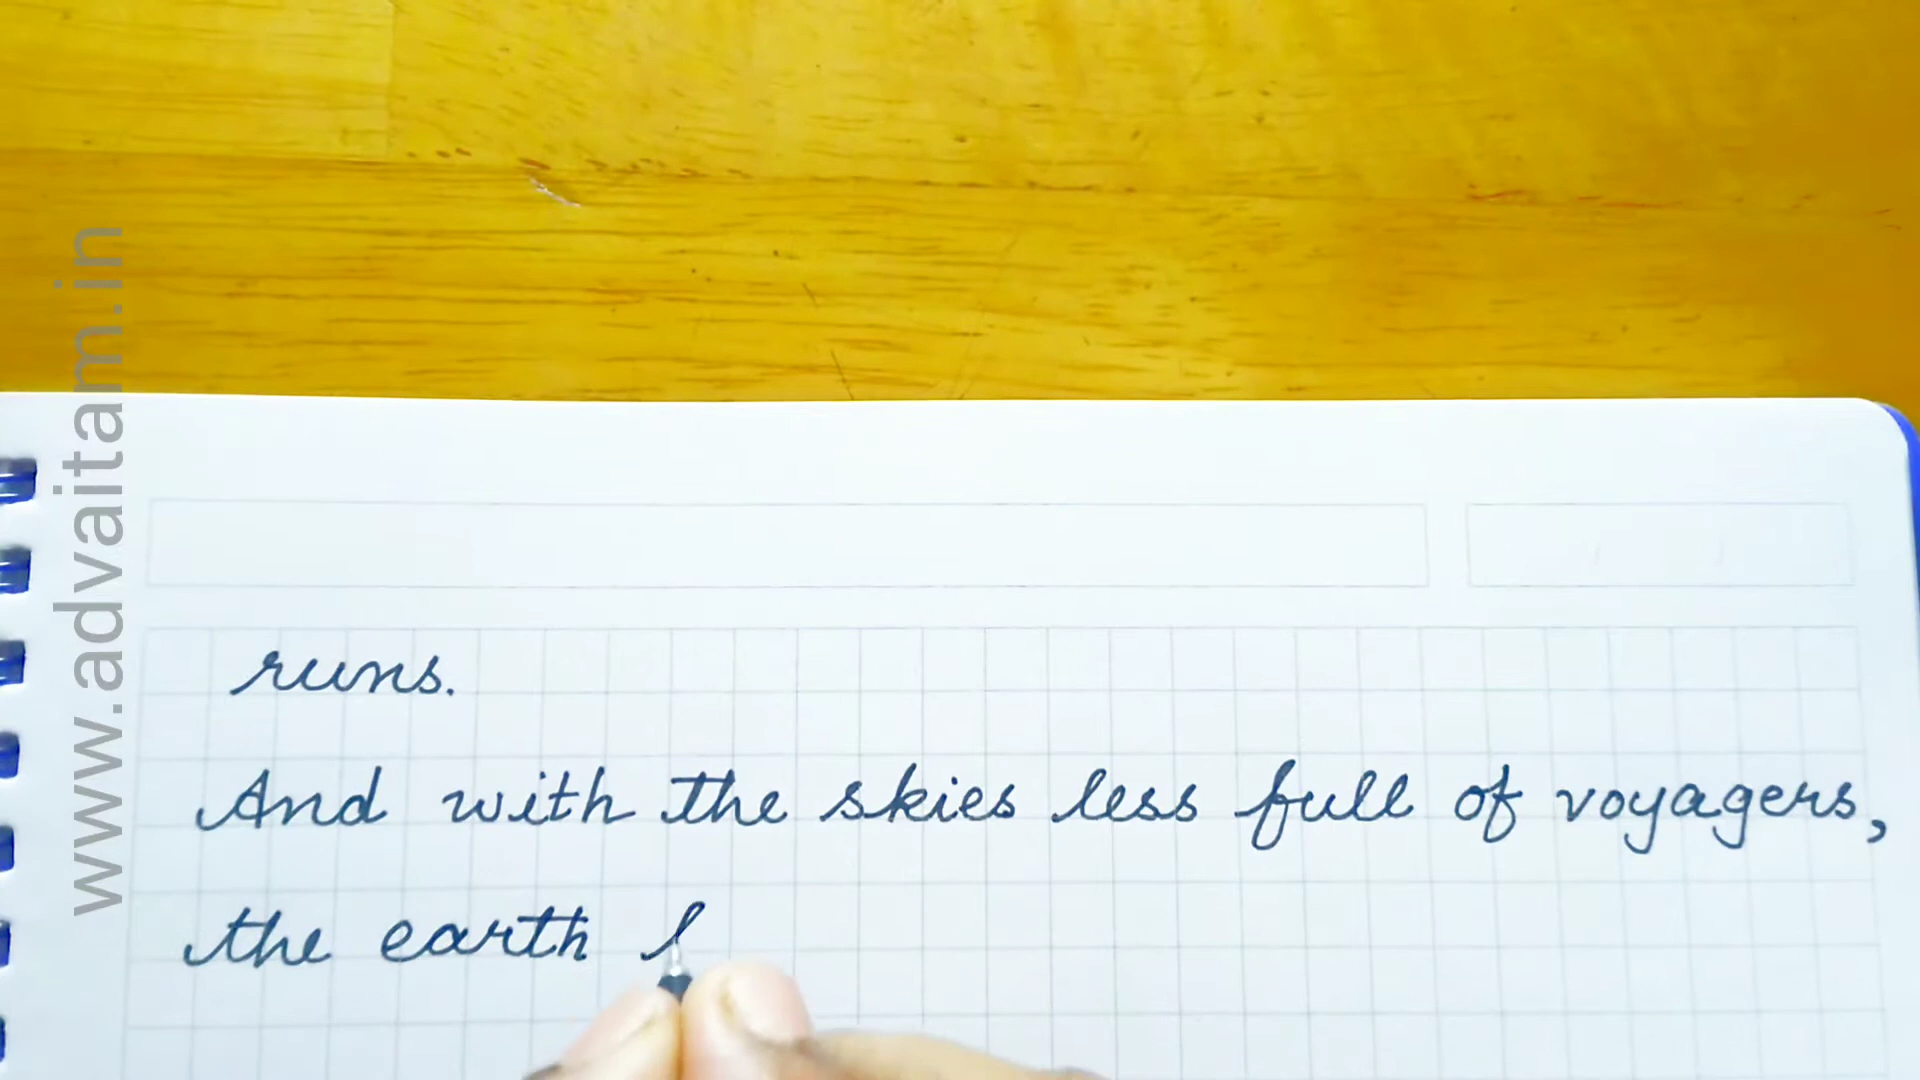 www.advaitam.in
runs.
And with the skies less full of voyagers,
the earth